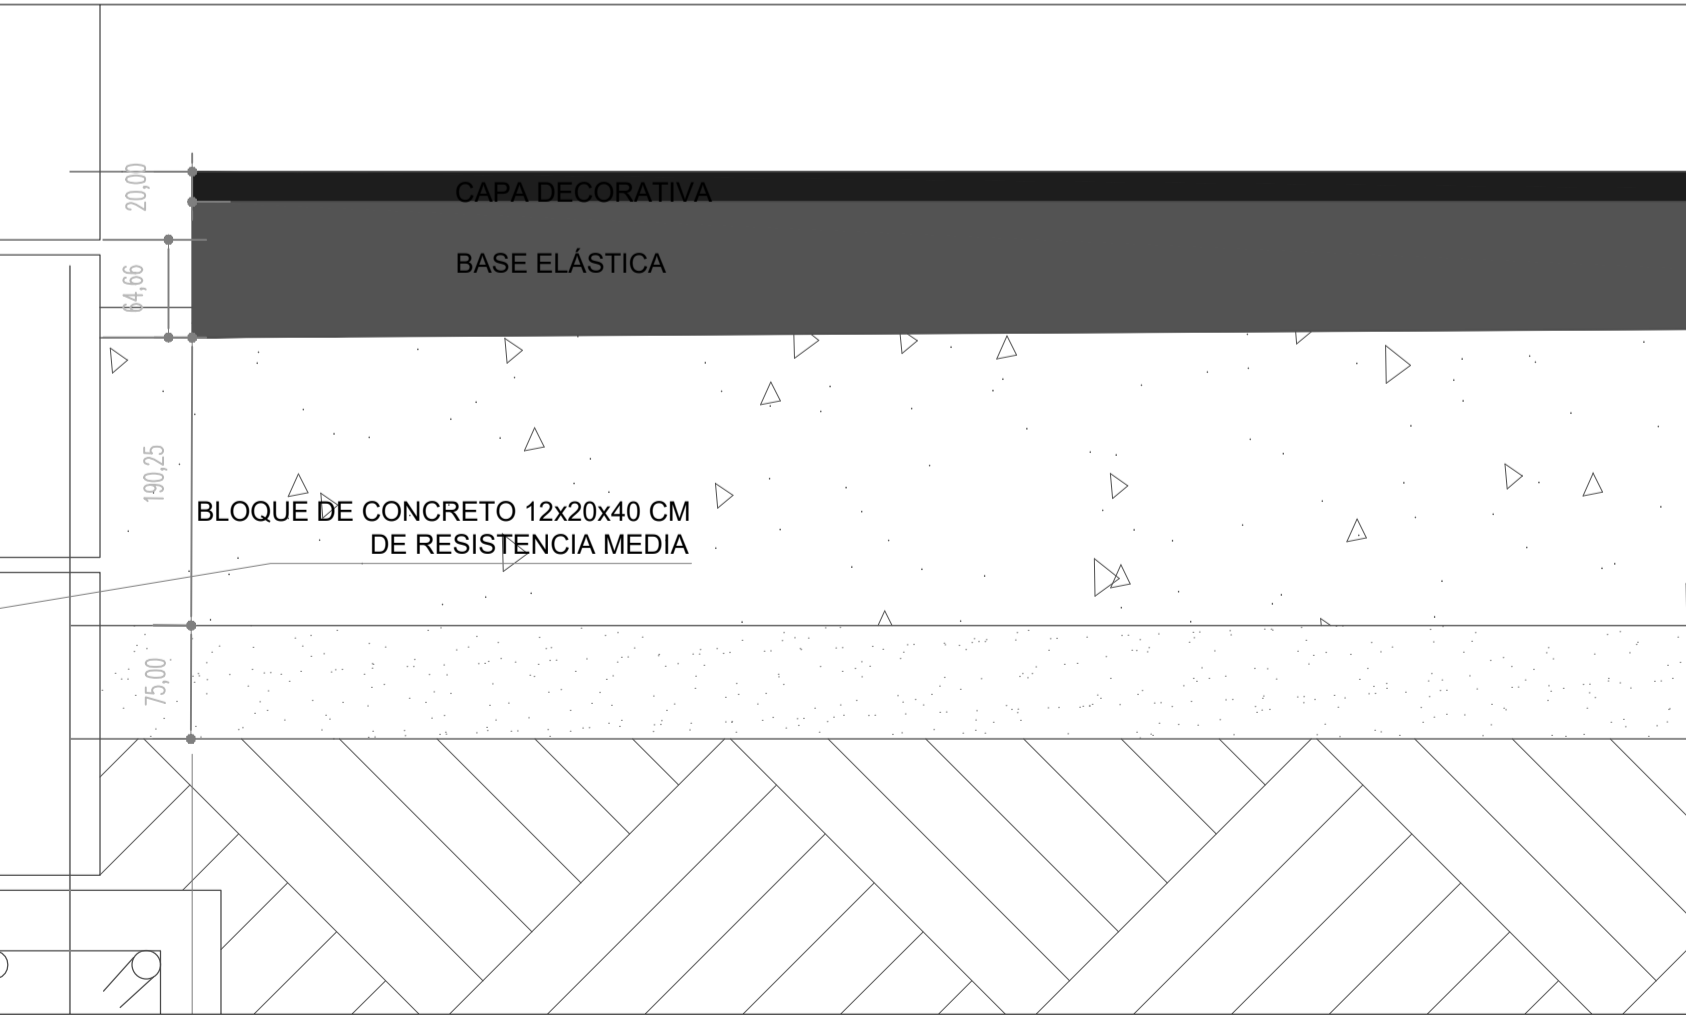 20,00
CAPA DECORATIVA
64,66
BASE ELÁSTICA
190,25
BLOQUE DE CONCRETO 12x20x40 CM
DE RESISTENCIA MEDIA
75,00